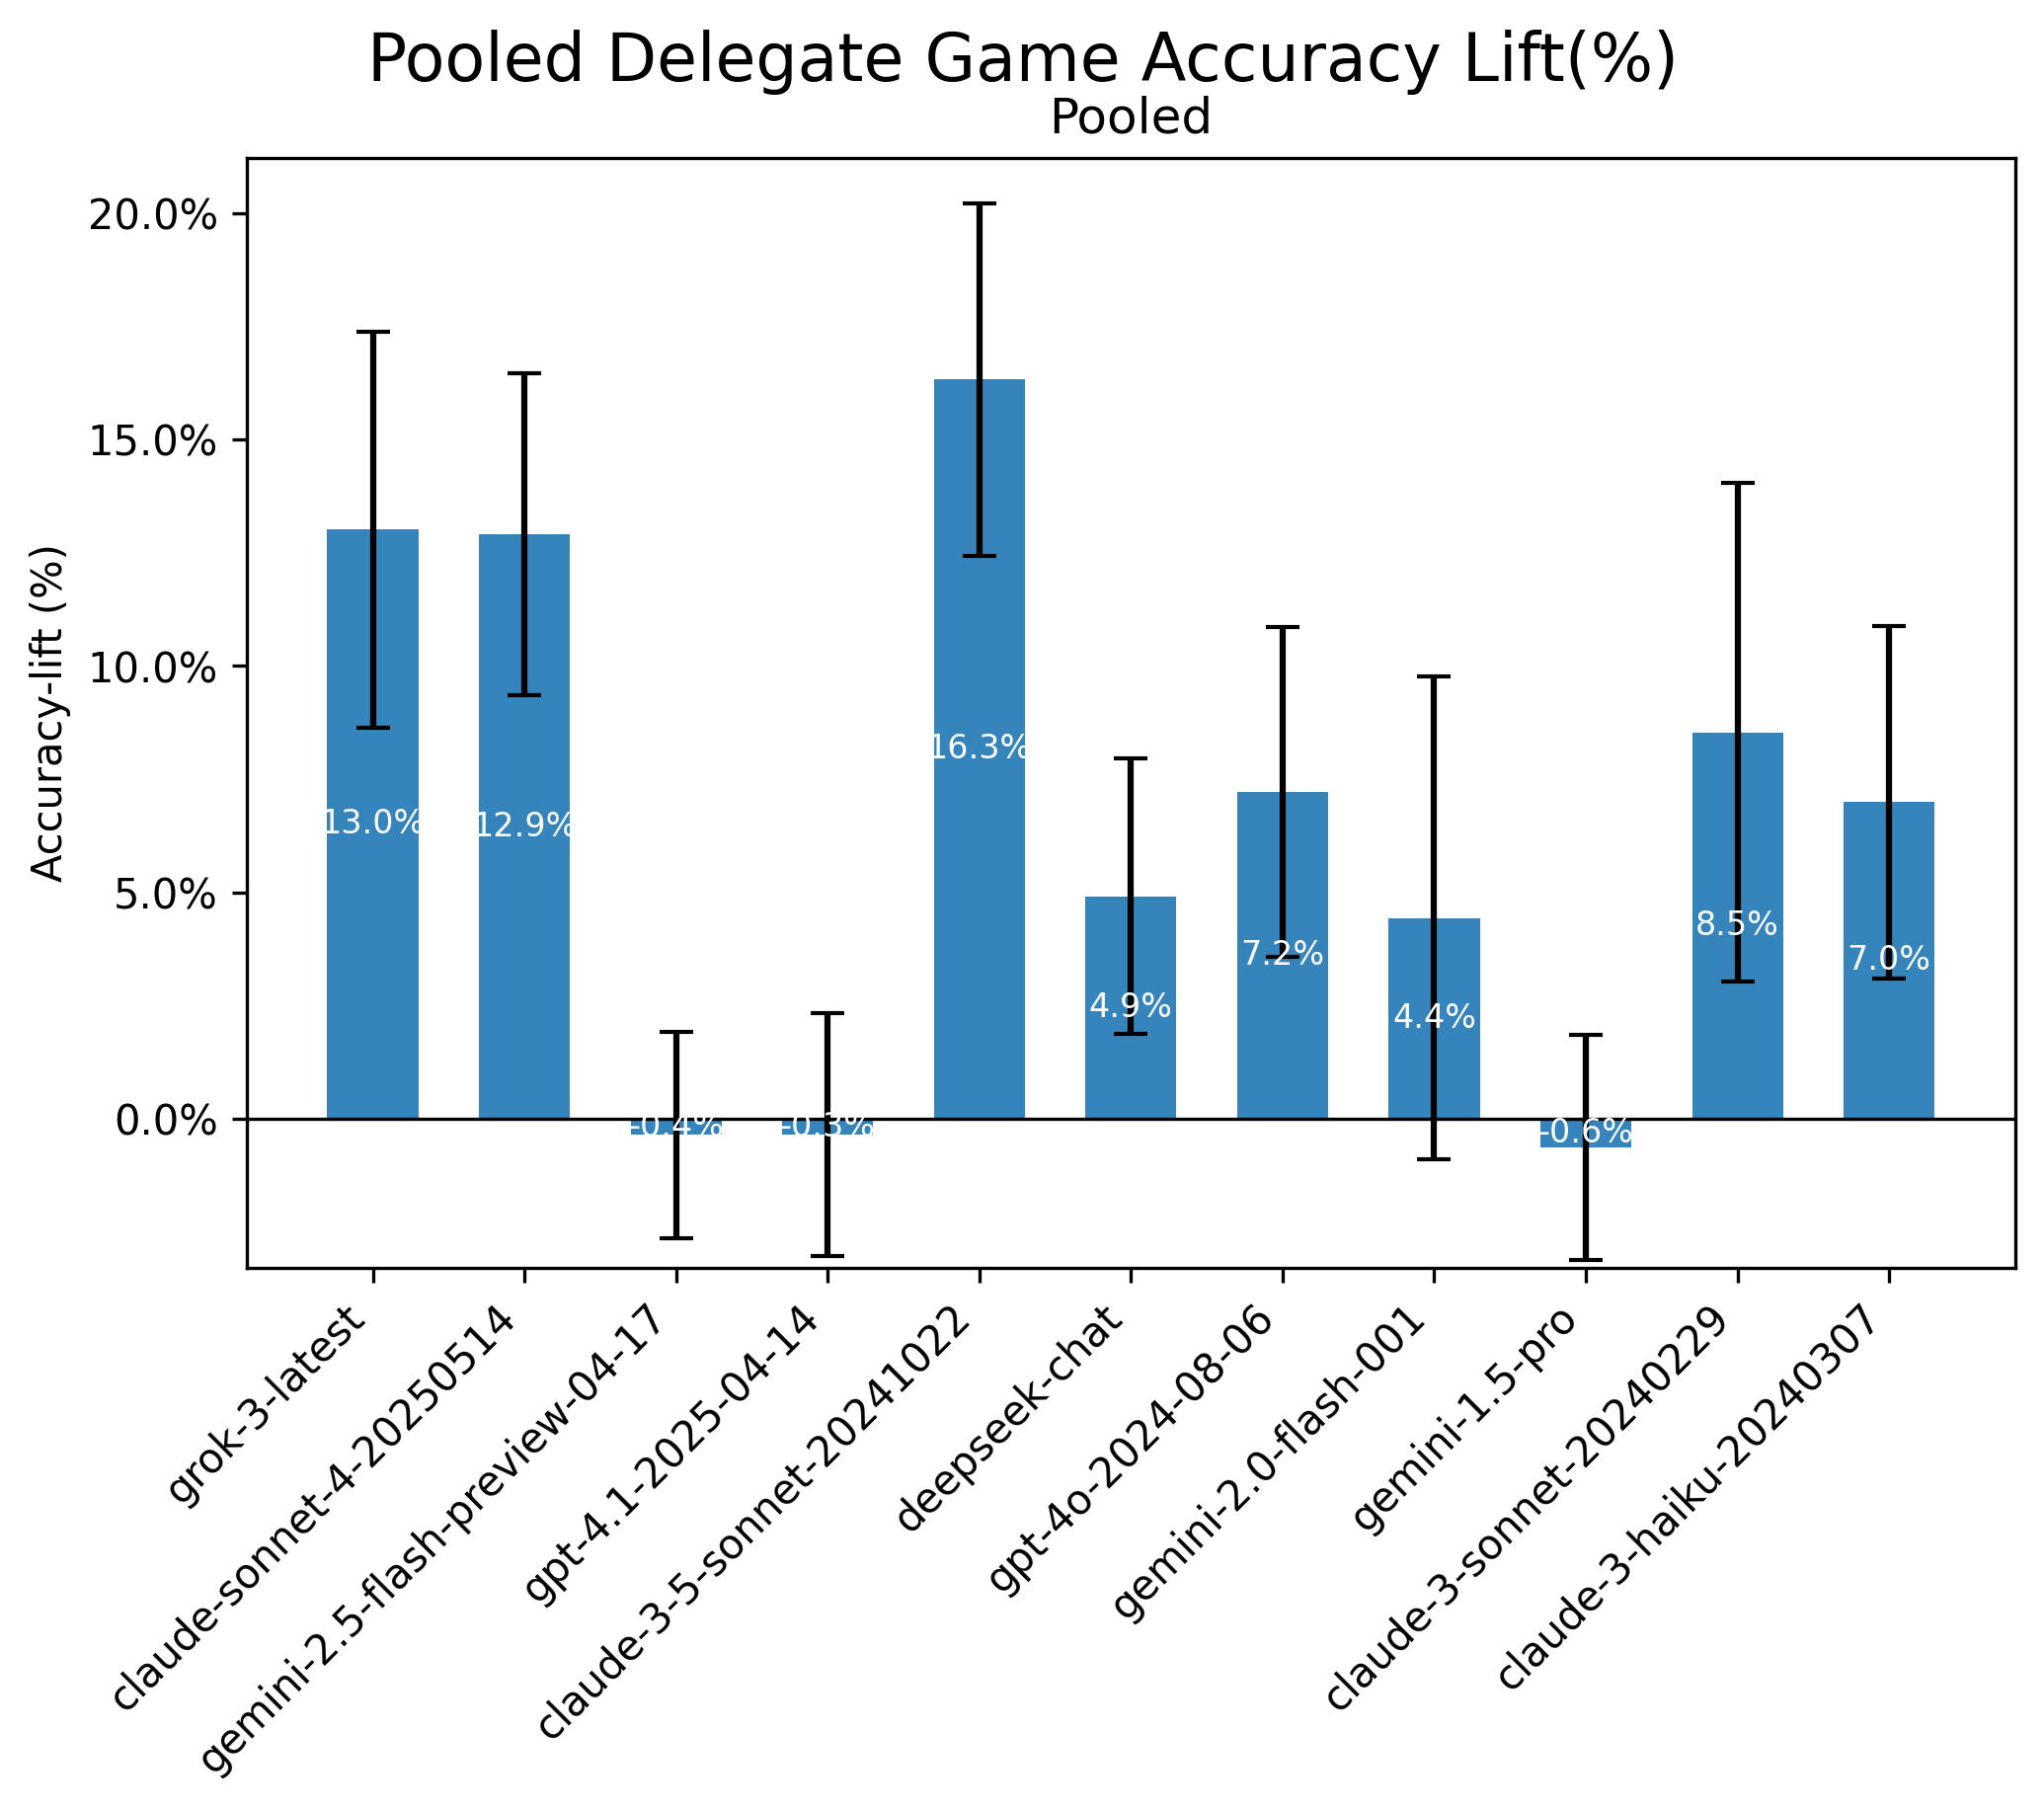 Pooled Delegate Game Accuracy Lift(%)
Pooled
Accuracy-lift (%)
20.0%
15.0%
10.0%
5.0%
0.0%
13.0%
12.9%
-0.4%
-0.3%
16.3%
4.9%
7.2%
4.4%
-0.6%
8.5%
7.0%
grok-3-latest
claude-sonnet-4-20250514
gemini-2.5-flash-preview-04-17
gpt-4.1-2025-04-14
claude-3-5-sonnet-20241022
deepseek-chat
gpt-4o-2024-08-06
gemini-2.0-flash-001
gemini-1.5-pro
claude-3-sonnet-20240229
claude-3-haiku-20240307